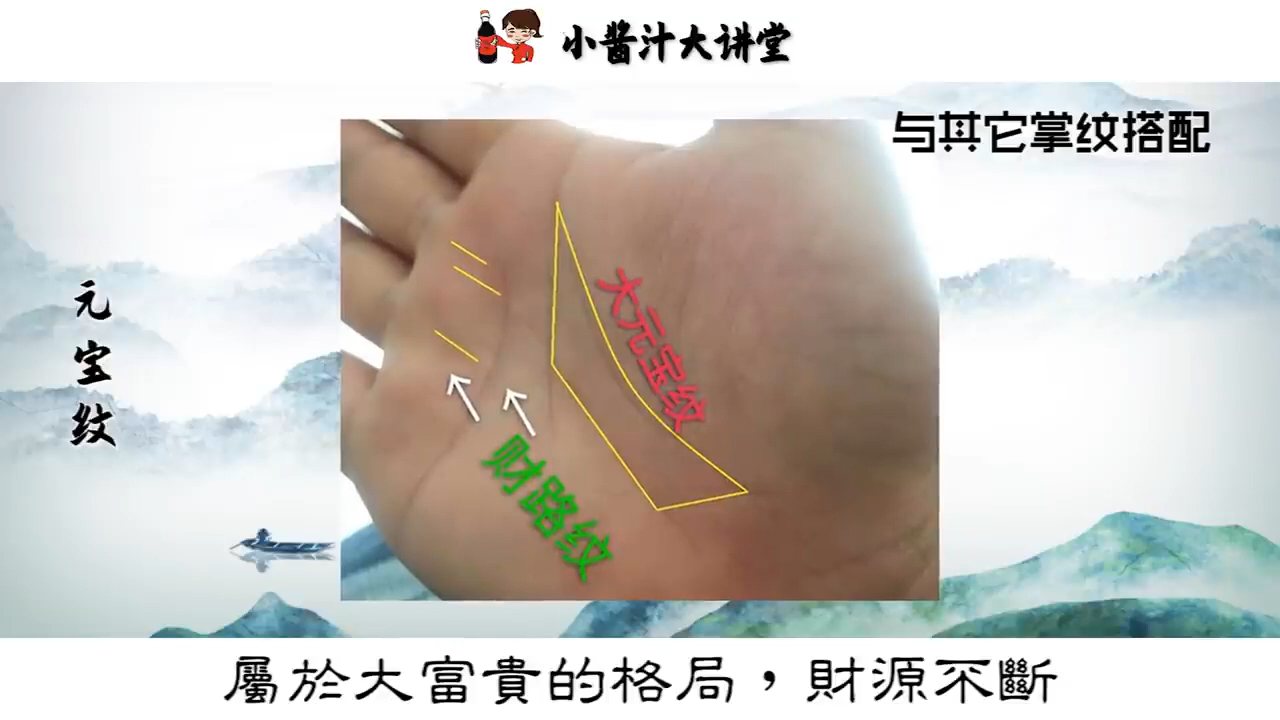 小酱汁大讲堂
与其它掌纹搭配
元宝纹
大元宝纹
财路纹
屬於大富貴的格局，財源不斷